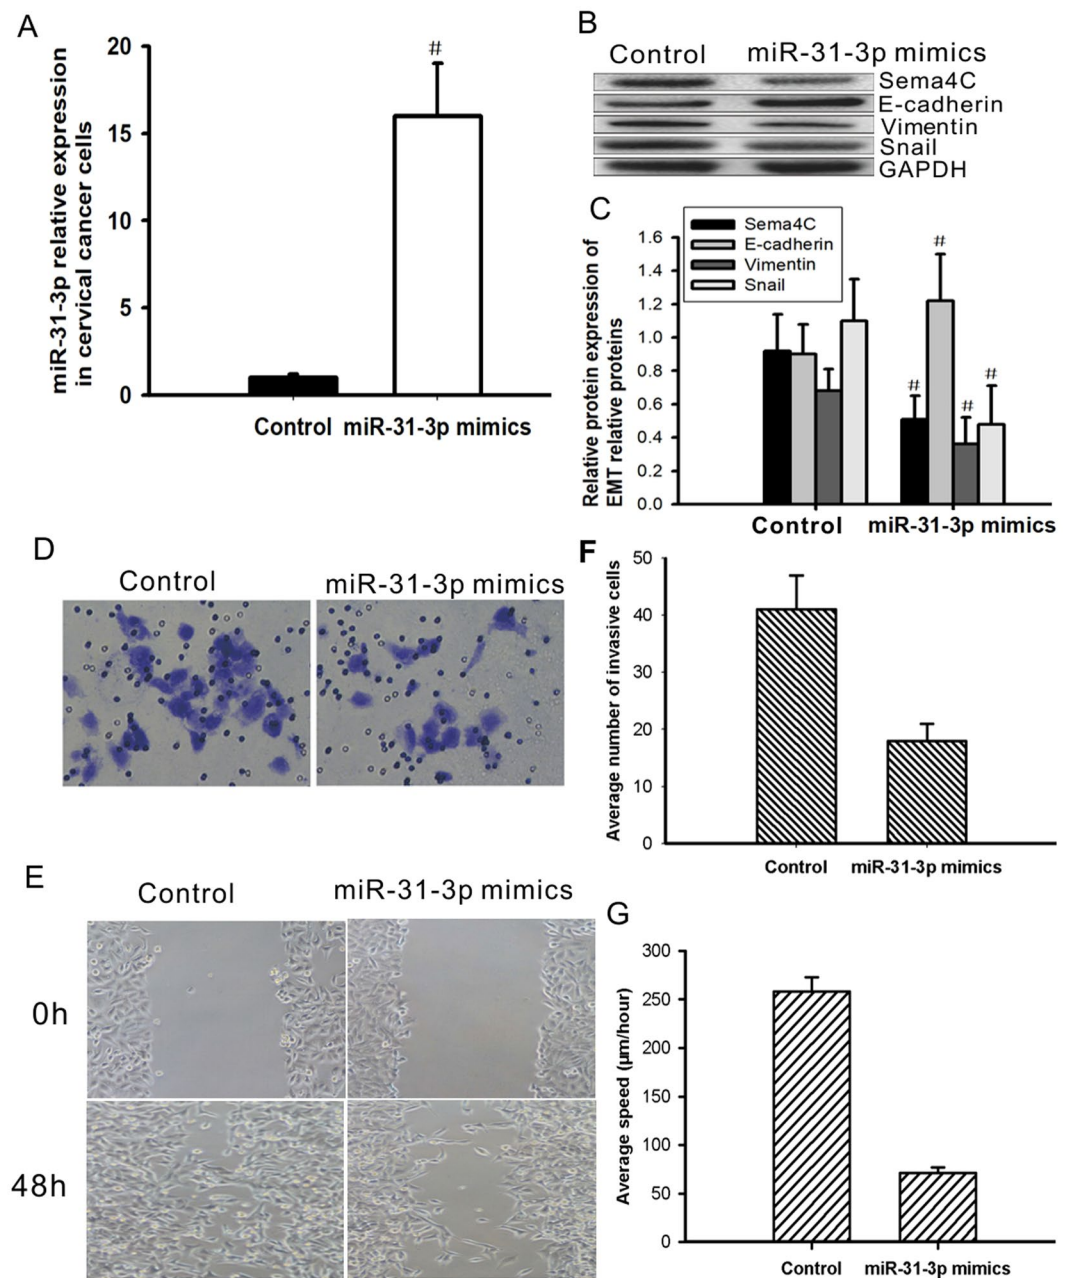 A
miR-31-3p relative expression
in cervical cancer cells
20
15
10
5
0
#
Control miR-31-3p mimics
B
Control miR-31-3p mimics
Sema4C
E-cadherin
Vimentin
Snail
GAPDH
C
Relative protein expression of
EMT relative proteins
1.6
1.4
1.2
1.0
0.8
0.6
0.4
0.2
0.0
Sema4C
E-cadherin
Vimentin
Snail
#
#
#
#
Control miR-31-3p mimics
D
Control miR-31-3p mimics
F
Average number of invasive cells
50
40
30
20
10
0
Control miR-31-3p mimics
E
Control miR-31-3p mimics
0h
48h
G
Average speed (µm/hour)
300
250
200
150
100
50
0
Control miR-31-3p mimics